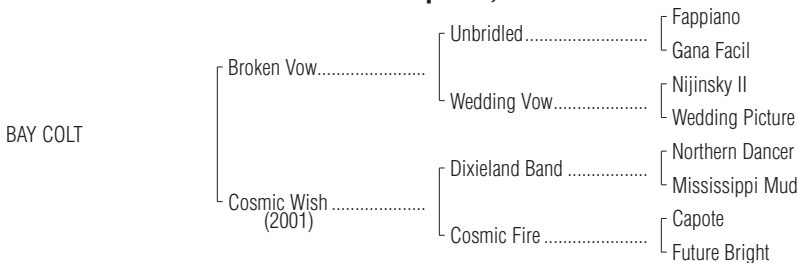 Fappiano
Unbridled............................
Gana Facil
Broken Vow.........................
Nijinsky II
Wedding Vow......................
Wedding Picture
BAY COLT
Northern Dancer
Dixieland Band ...................
Mississippi Mud
Cosmic Wish ......................
(2001)
Capote
Cosmic Fire ........................
Future Bright